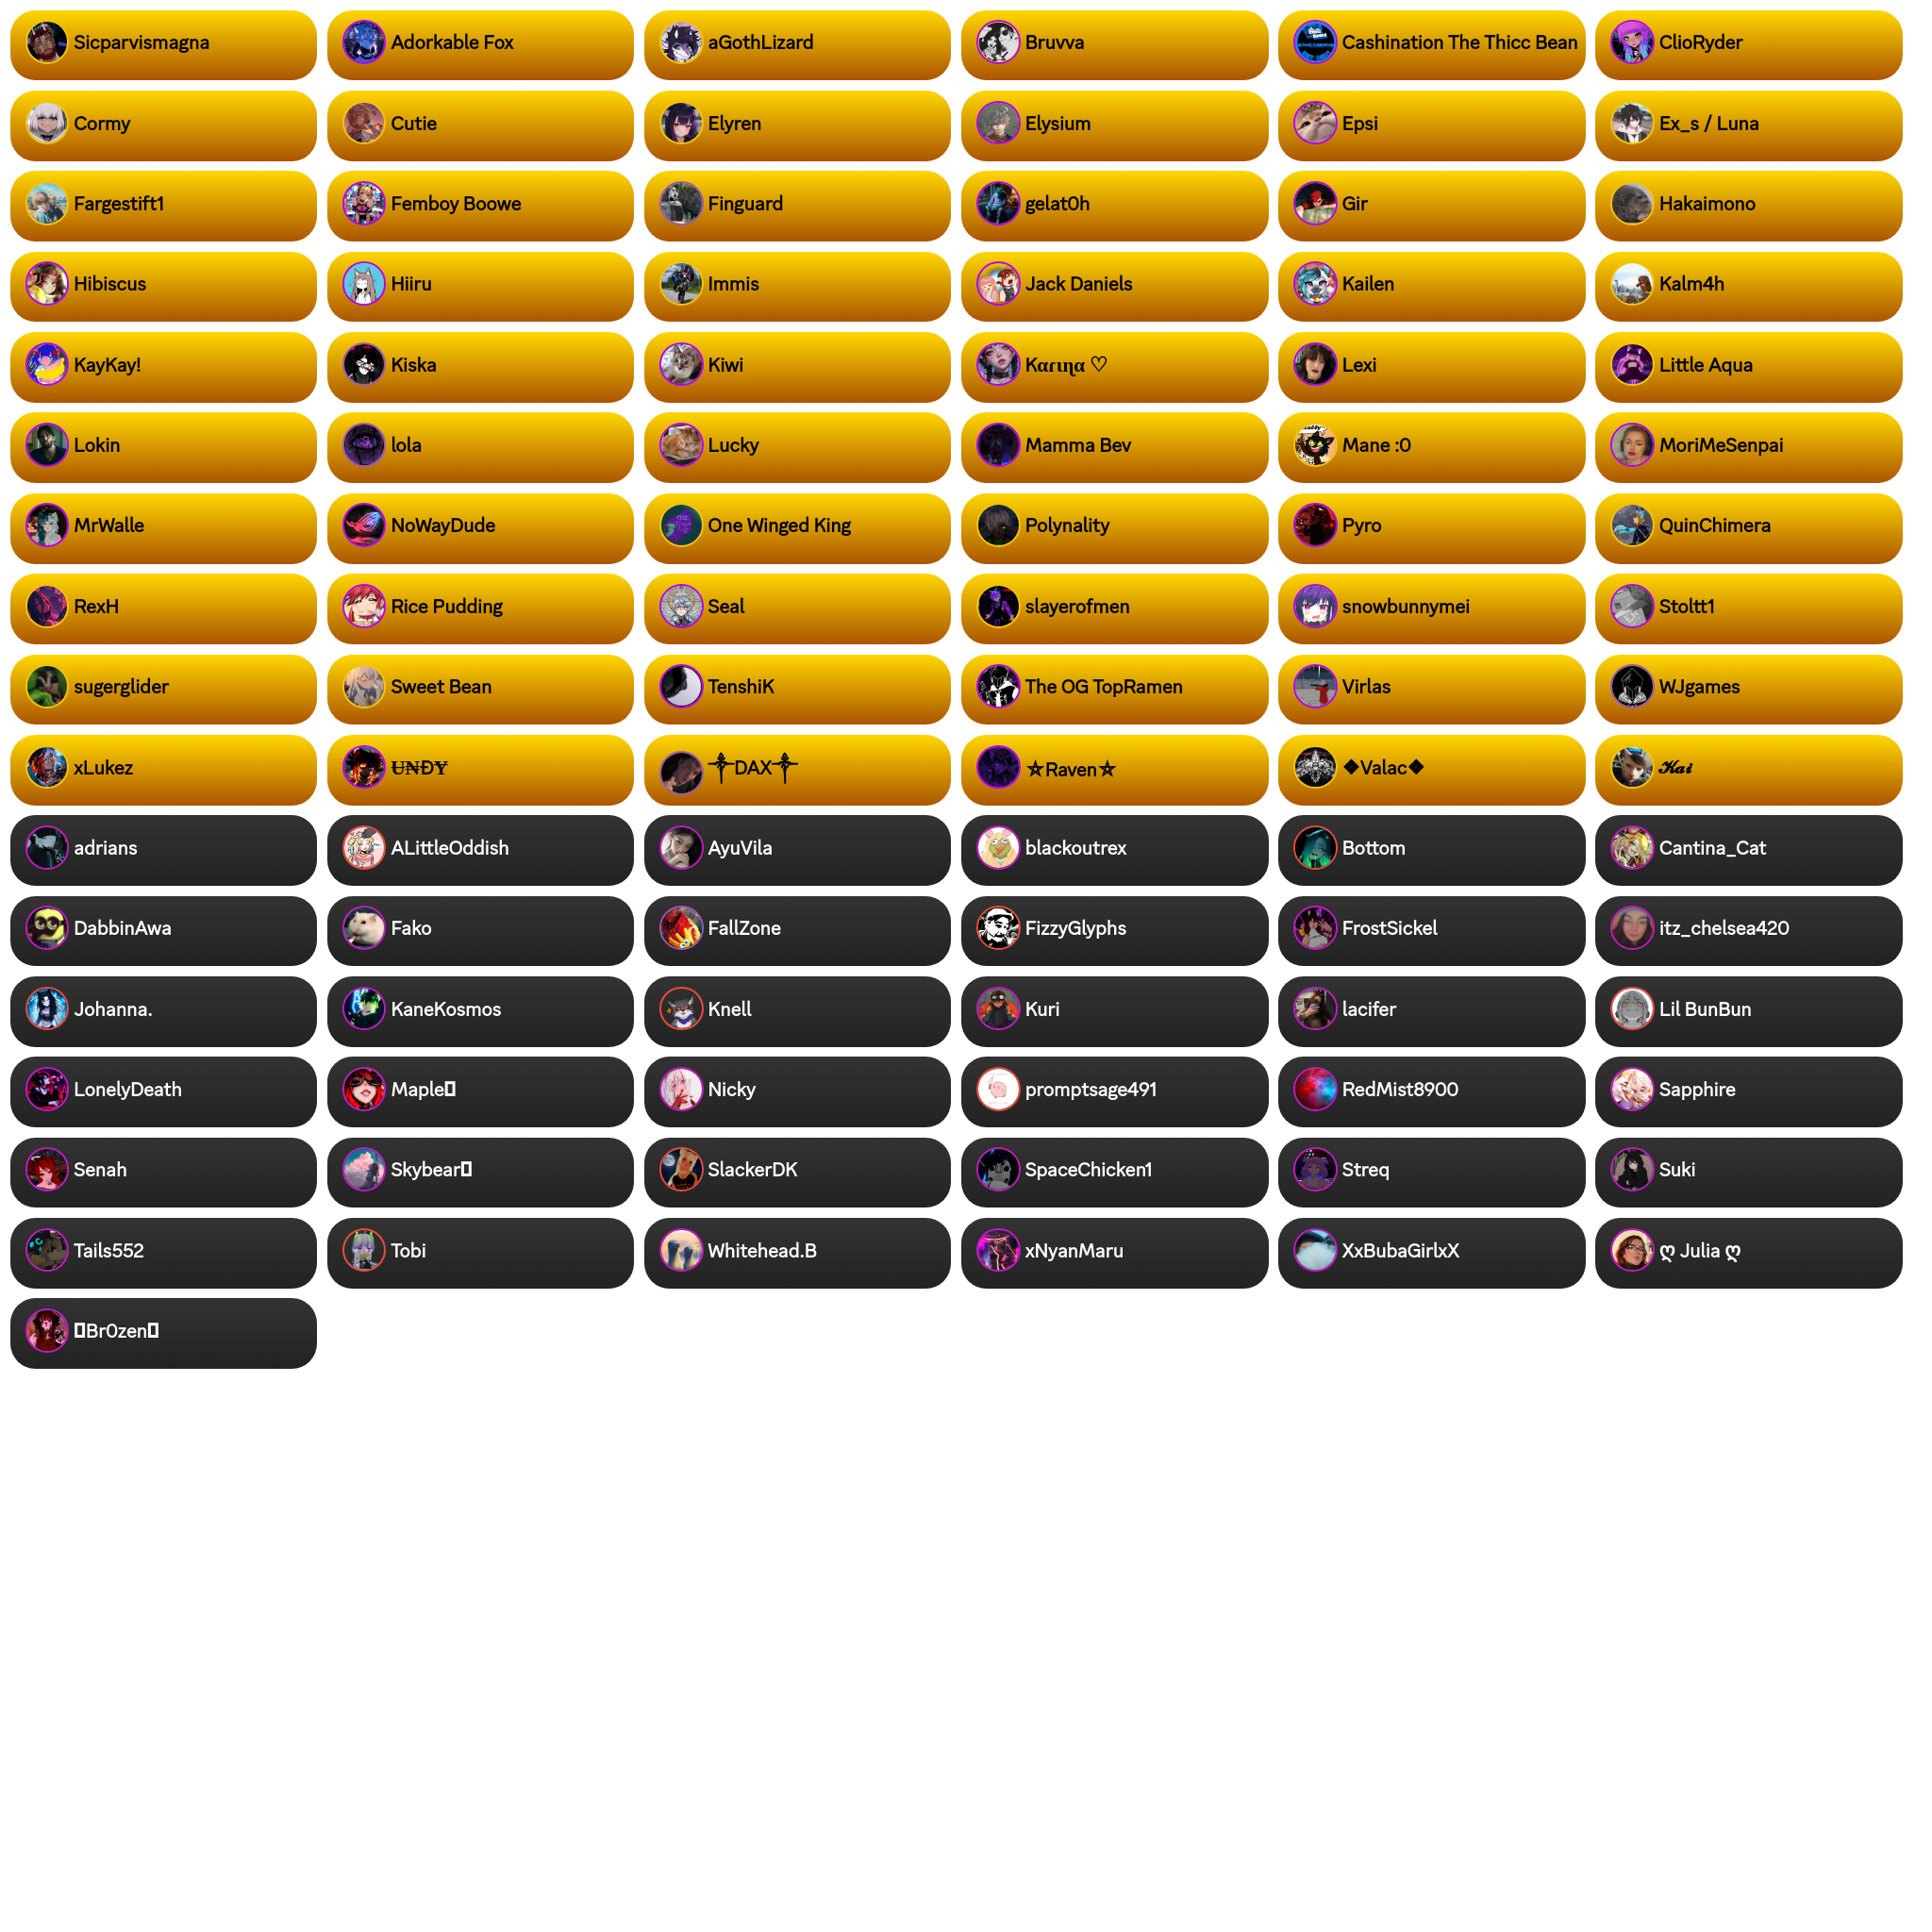 Sicparvismagna Adorkable Fox aGothLizard Bruvva Cashination The Thicc Bean ClioRyder
Cormy Cutie Elyren Elysium Epsi Ex_s / Luna
Fargestift1 Femboy Boowe Finguard gelat0h Gir Hakaimono
Hibiscus Hiiru Immis Jack Daniels Kailen Kalm4h
KayKay! Kiska Kiwi Kαɾιɳα ♡ Lexi Little Aqua
Lokin lola Lucky Mamma Bev Mane :0 MoriMeSenpai
MrWalle NoWayDude One Winged King Polynality Pyro QuinChimera
RexH Rice Pudding Seal slayerofmen snowbunnymei Stoltt1
sugerglider Sweet Bean TenshiK The OG TopRamen Virlas WJgames
xLukez U̶₦ĐɎ ༒DAX༒ ⛥Raven⛥ ❖Valac❖ 𝓚𝓪𝓲
adrians ALittleOddish AyuVila blackoutrex Bottom Cantina_Cat
DabbinAwa Fako FallZone FizzyGlyphs FrostSickel itz_chelsea420
Johanna. KaneKosmos Knell Kuri lacifer Lil BunBun
LonelyDeath Maple Nicky promptsage491 RedMist8900 Sapphire
Senah Skybear SlackerDK SpaceChicken1 Streq Suki
Tails552 Tobi Whitehead.B xNyanMaru XxBubaGirlxX ღ Julia ღ
Br0zen